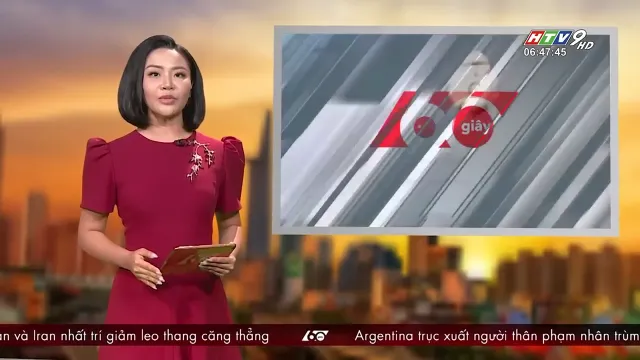 HTV9 HD
06:47:45
60 giây
an và Iran nhất trí giảm leo thang căng thẳng
60
Argentina trục xuất người thân phạm nhân trùm